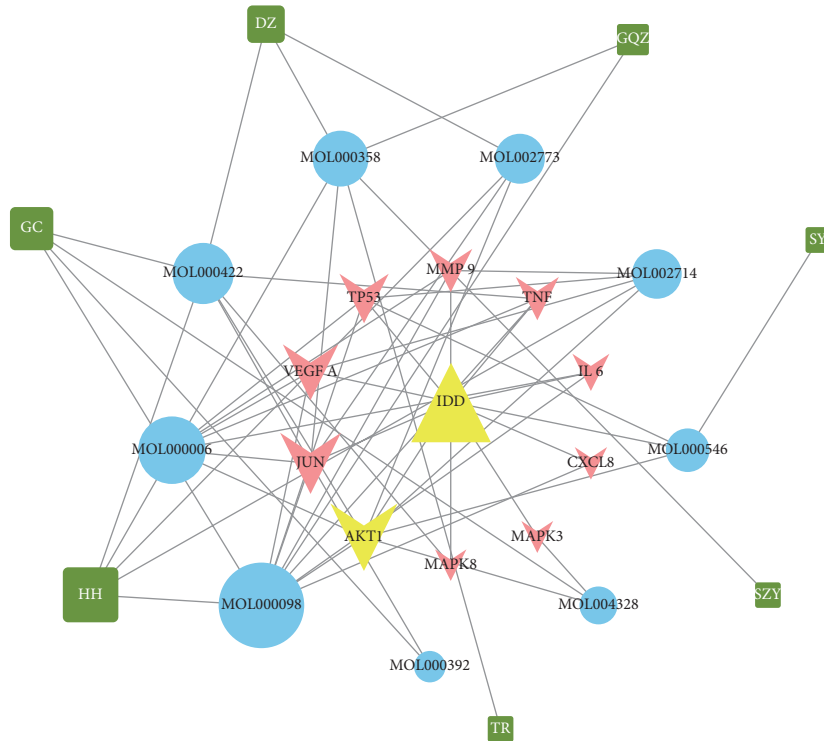 DZ
GQZ
MOL000358
MOL002773
GC
SY
MOL000422
MMP 9
MOL002714
TP53
TNF
VEGF A
IL 6
IDD
MOL000006
JUN
CXCL8
MOL000546
AKT1
MAPK3
MAPK8
HH
MOL000098
MOL004328
SZY
MOL000392
TR